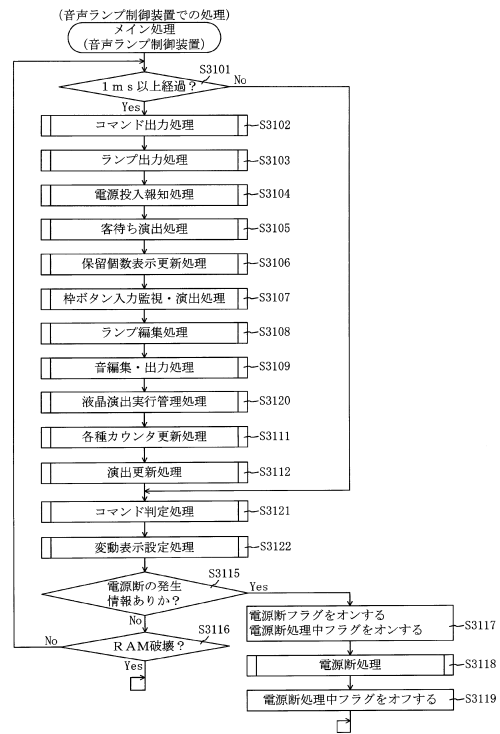 (音声ランプ制御装置での処理)
メイン処理
(音声ランプ制御装置)
S3101
1ms以上経過?
No
Yes
コマンド出力処理
S3102
ランプ出力処理
S3103
電源投入報知処理
S3104
客待ち演出処理
S3105
保留個数表示更新処理
S3106
枠ボタン入力監視・演出処理
S3107
ランプ編集処理
S3108
音編集・出力処理
S3109
液晶演出実行管理処理
S3120
各種カウンタ更新処理
S3111
演出更新処理
S3112
コマンド判定処理
S3121
変動表示設定処理
S3122
S3115
電源断の発生
情報ありか?
Yes
No
S3116
RAM破壊?
No
Yes
電源断フラグをオンする
電源断処理中フラグをオンする
S3117
電源断処理
S3118
電源断処理中フラグをオフする
S3119